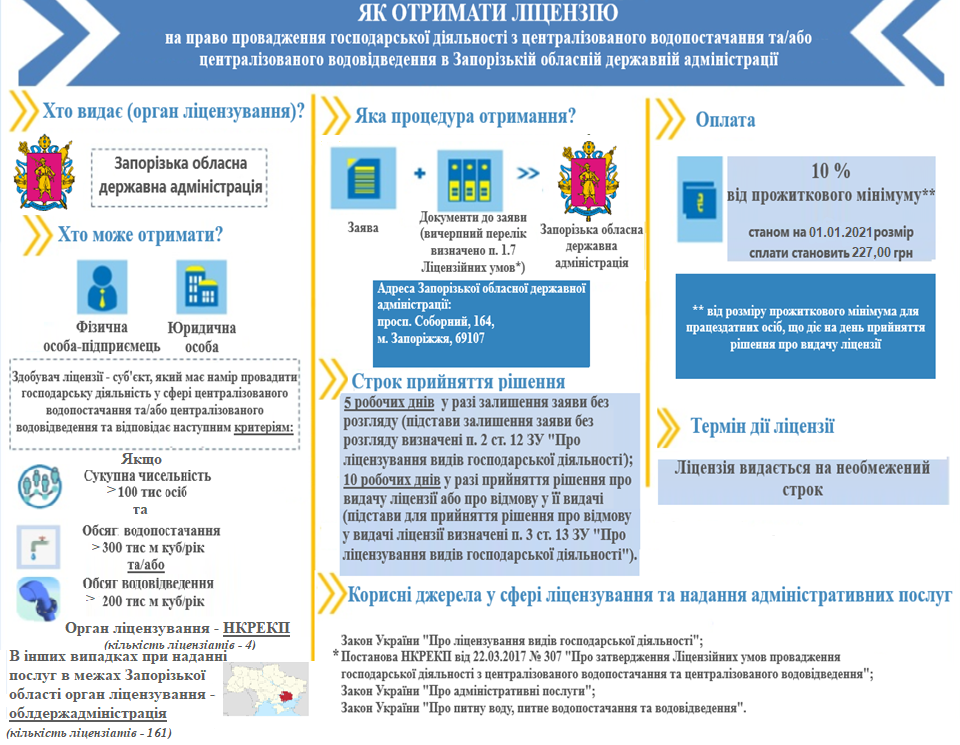 ЯК ОТРИМАТИ ЛІЦЕНЗІЮ
на право провадження господарської діяльності з централізованого водопостачання та/або
централізованого водовідведення в Запорізькій обласній державній адміністрації
Хто видає (орган ліцензування)?
Запорізька обласна
державна адміністрація
Хто може отримати?
Фізична
особа-підприємець
Юридична
особа
Здобувач ліцензії - суб'єкт, який має намір провадити
господарську діяльність у сфері централізованого
водопостачання та/або централізованого
водовідведення та відповідає наступним критеріям:
Якщо
Сукупна чисельність
> 100 тис осіб
та
Обсяг водопостачання
> 300 тис м куб/рік
та/або
Обсяг водовідведення
> 200 тис м куб/рік
Орган ліцензування - НКРЕКП
(кількість ліцензіатів - 4)
В інших випадках при наданні
послуг в межах Запорізької
області орган ліцензування -
облдержадміністрація
(кількість ліцензіатів - 161)
Яка процедура отримання?
Заява
+
Документи до заяви
(вичерпний перелік
визначено п. 1.7
Ліцензійних умов*)
Запорізька обласна
державна
адміністрація
Адреса Запорізької обласної державної
адміністрації:
просп. Соборний, 164,
м. Запоріжжя, 69107
Строк прийняття рішення
5 робочих днів у разі залишення заяви без
розгляду (підстави залишення заяви без
розгляду визначені п. 2 ст. 12 ЗУ "Про
ліцензування видів господарської діяльності);
10 робочих днів у разі прийняття рішення про
видачу ліцензії або про відмову у її видачі
(підстави для прийняття рішення про відмову
у видачі ліцензії визначені п. 3 ст. 13 ЗУ "Про
ліцензування видів господарської діяльності").
Оплата
10 %
від прожиткового мінімуму**
станом на 01.01.2021 розмір
сплати становить 227,00 грн
** від розміру прожиткового мінімума для
працездатних осіб, що діє на день прийняття
рішення про видачу ліцензії
Термін дії ліцензії
Ліцензія видається на необмежений
строк
Корисні джерела у сфері ліцензування та надання адміністративних послуг
Закон України "Про ліцензування видів господарської діяльності";
* Постанова НКРЕКП від 22.03.2017 № 307 "Про затвердження Ліцензійних умов провадження
господарської діяльності з централізованого водопостачання та централізованого водовідведення";
Закон України "Про адміністративні послуги";
Закон України "Про питну воду, питне водопостачання та водовідведення".